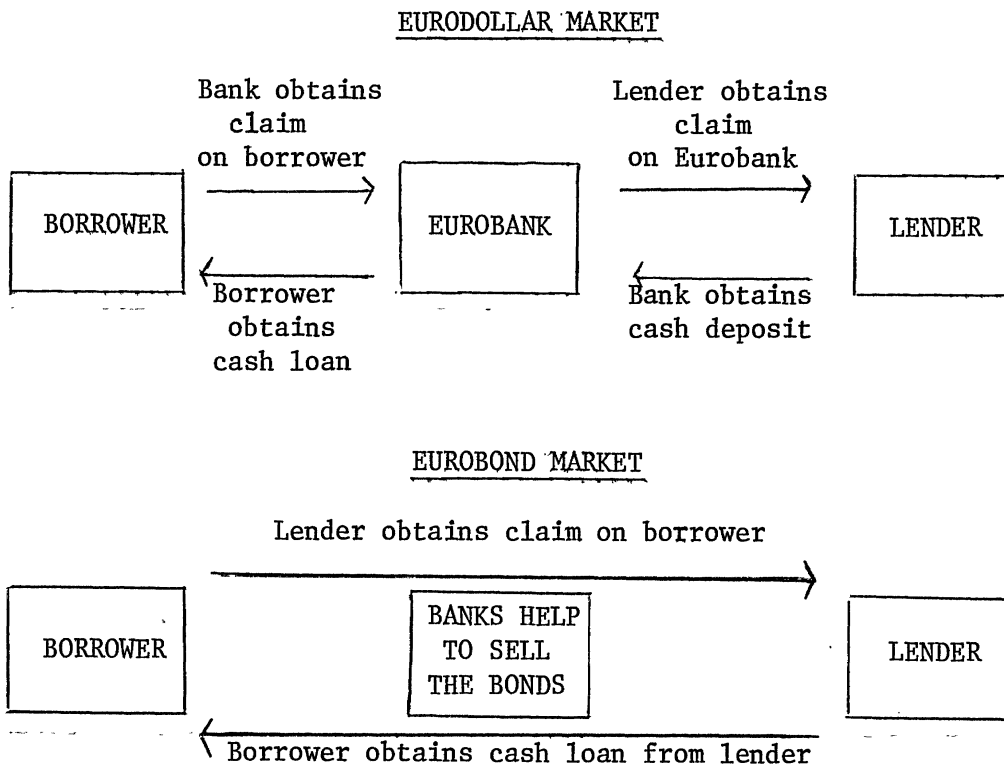 EURODOLLAR MARKET
Bank obtains
claim
on borrower
Lender obtains
claim
on Eurobank
BORROWER
EUROBANK
LENDER
Borrower
obtains
cash loan
Bank obtains
cash deposit
EUROBOND MARKET
Lender obtains claim on borrower
BORROWER
BANKS HELP
TO SELL
THE BONDS
LENDER
Borrower obtains cash loan from lender